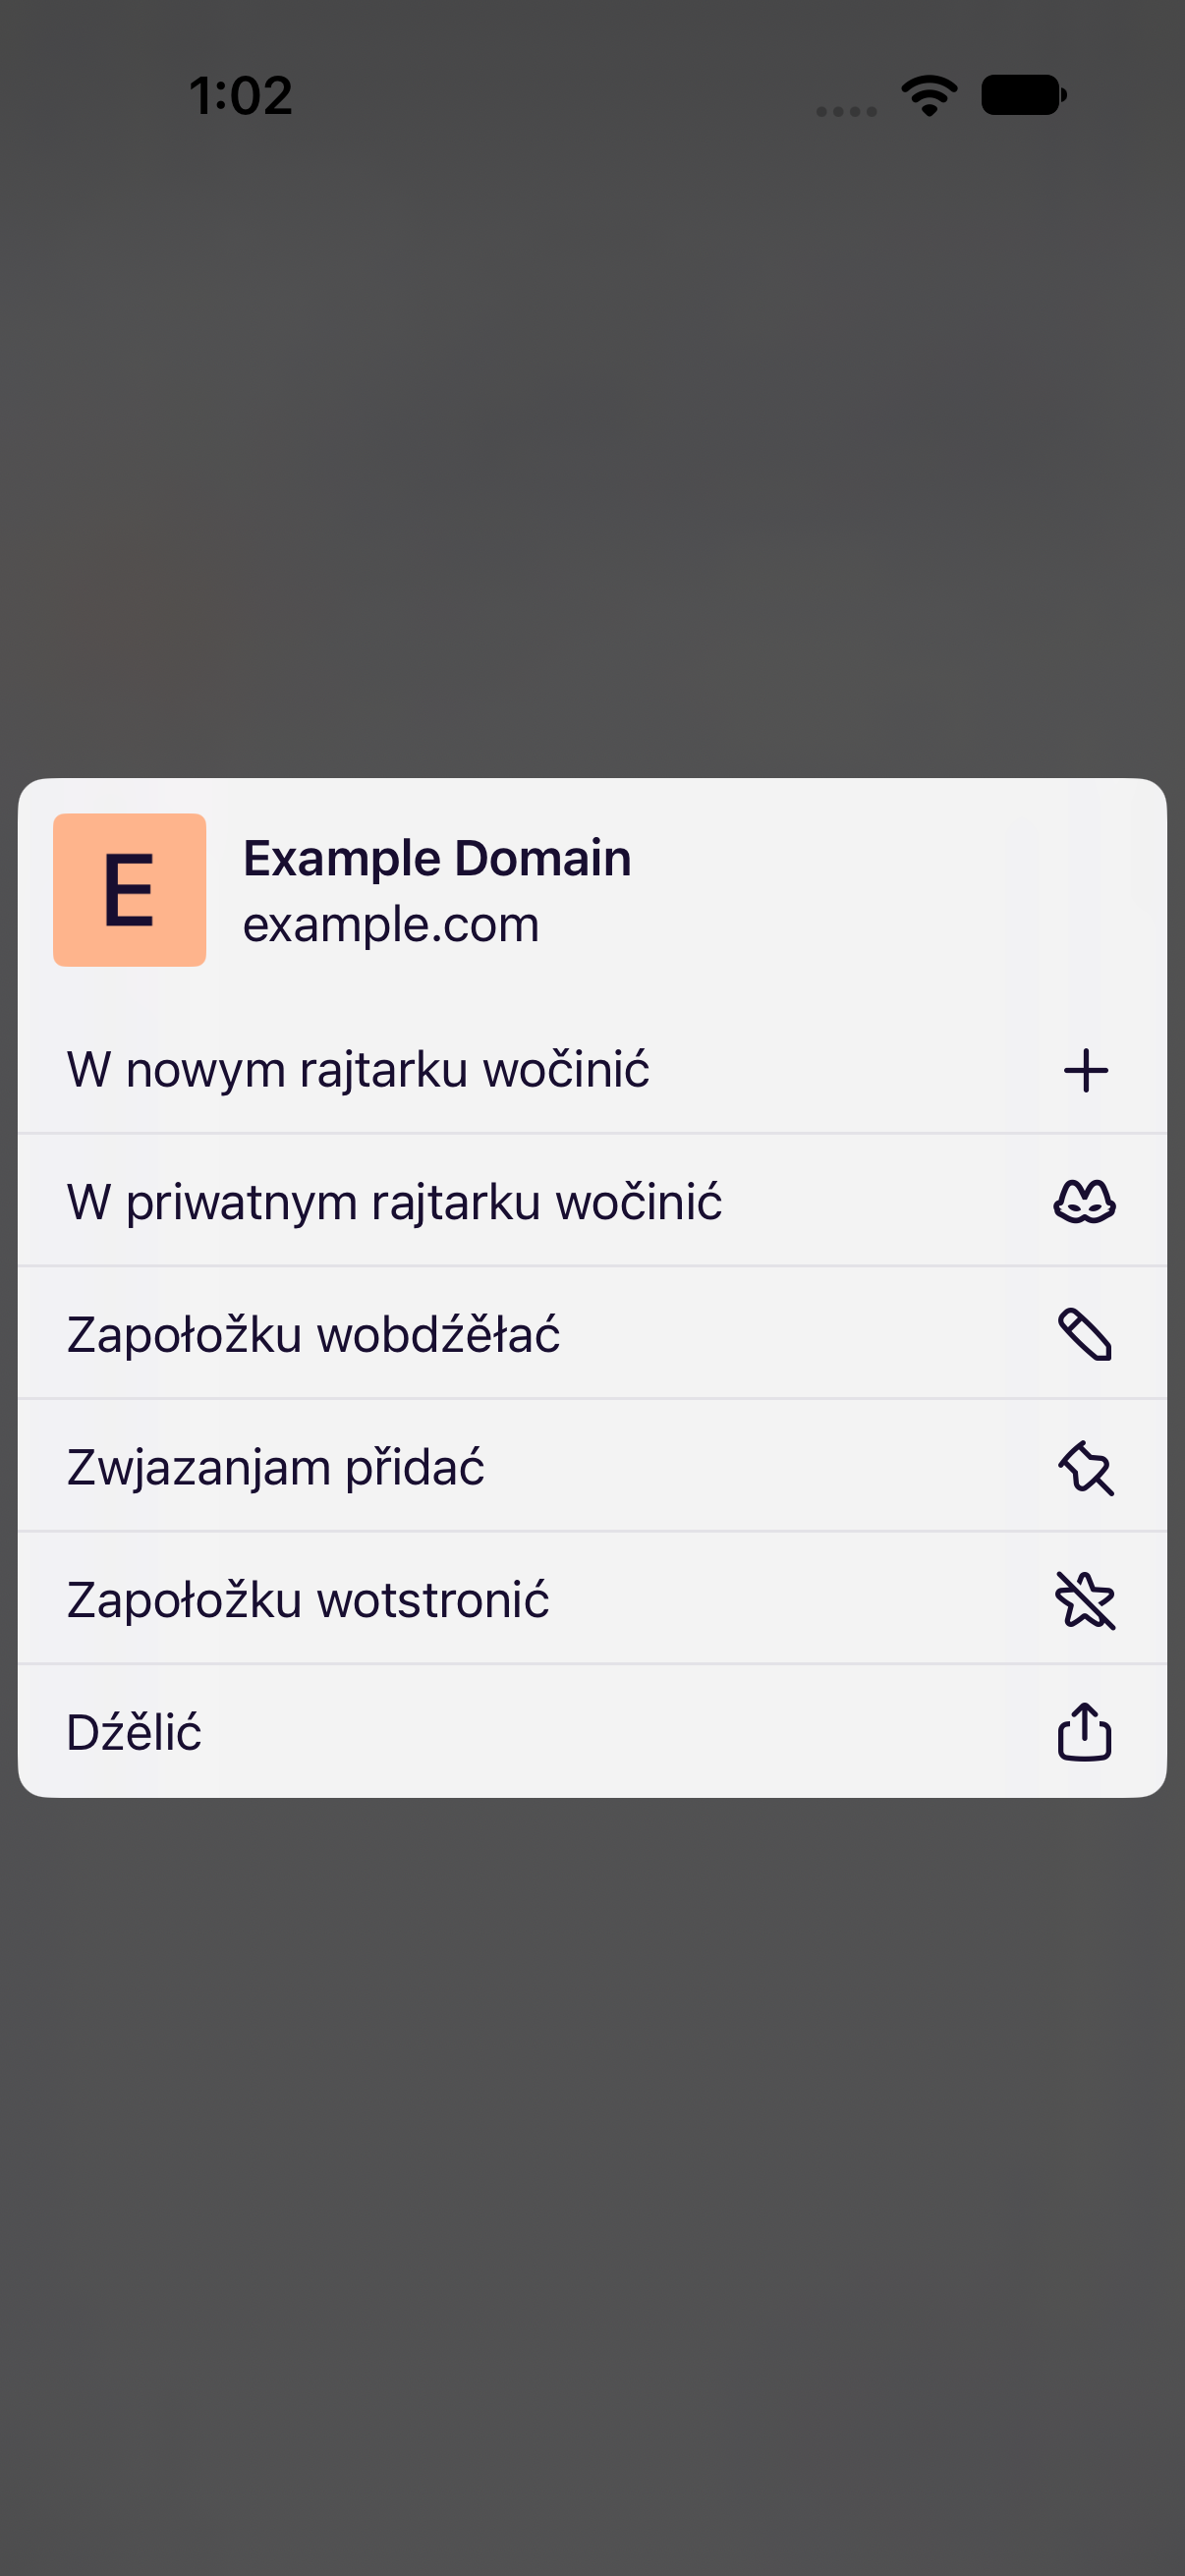 1:02
E
Example Domain
example.com
W nowym rajtarku wočinić
W priwatnym rajtarku wočinić
Zapołožku wobdźěłać
Zwjazanjam přidać
Zapołožku wotstronić
Dźělić